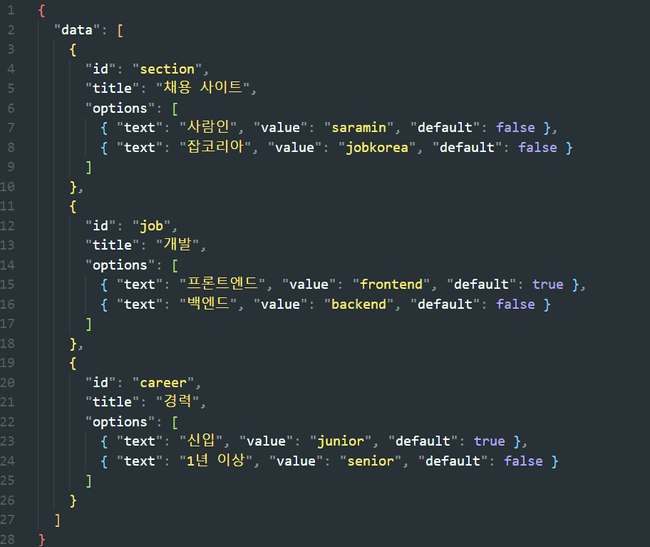 1 {
2   "data": [
3     {
4       "id": "section",
5       "title": "채용 사이트",
6       "options": [
7         { "text": "사람인", "value": "saramin", "default": false },
8         { "text": "잡코리아", "value": "jobkorea", "default": false }
9       ]
10     },
11     {
12       "id": "job",
13       "title": "개발",
14       "options": [
15         { "text": "프론트엔드", "value": "frontend", "default": true },
16         { "text": "백엔드", "value": "backend", "default": false }
17       ]
18     },
19     {
20       "id": "career",
21       "title": "경력",
22       "options": [
23         { "text": "신입", "value": "junior", "default": true },
24         { "text": "1년 이상", "value": "senior", "default": false }
25       ]
26     }
27   ]
28 }